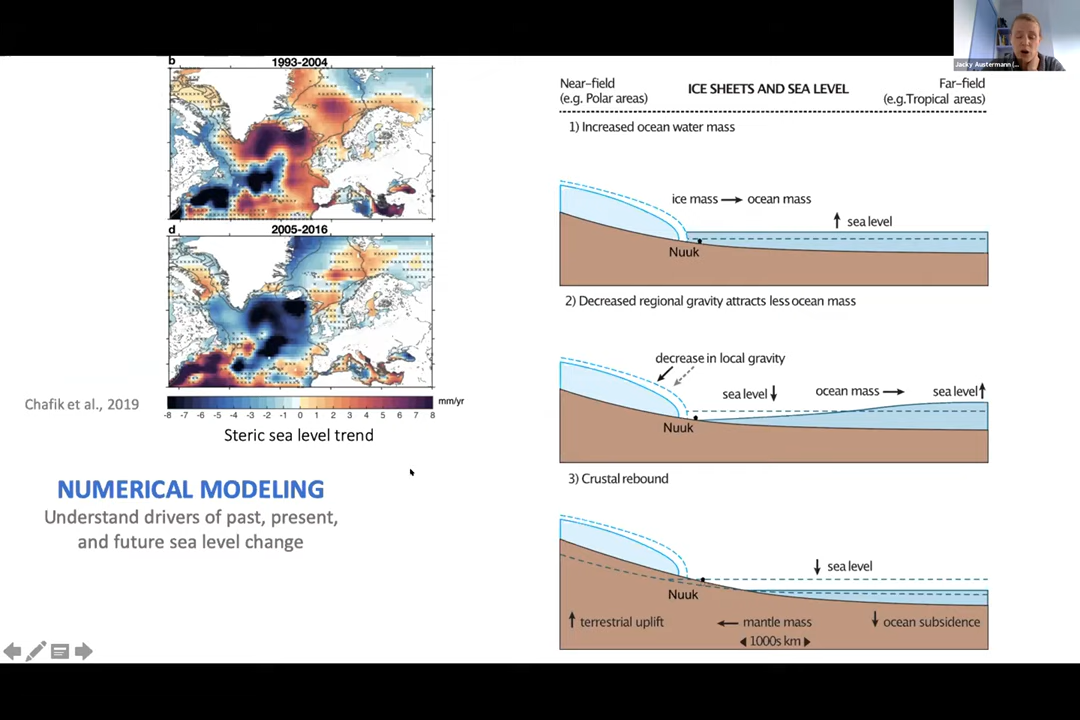 Jacky Austermann (...
b
1993-2004
d
2005-2016
-8 -7 -6 -5 -4 -3 -2 -1 0 1 2 3 4 5 6 7 8 mm/yr
Chafik et al., 2019
Steric sea level trend
NUMERICAL MODELING
Understand drivers of past, present,
and future sea level change
Near-field
(e.g. Polar areas)
ICE SHEETS AND SEA LEVEL
Far-field
(e.g.Tropical areas)
1) Increased ocean water mass
ice mass → ocean mass
↑ sea level
Nuuk
2) Decreased regional gravity attracts less ocean mass
decrease in local gravity
sea level ↓
ocean mass →
sea level ↑
Nuuk
3) Crustal rebound
↓ sea level
Nuuk
↑ terrestrial uplift
← mantle mass
↓ ocean subsidence
◀ 1000s km ▶